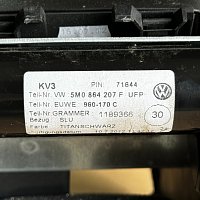 KV3 PIN: 71644
Teil-Nr. VW: 5M0 864 207 F UFP
Teil-Nr. EUWE: 960-170 C
Teil-Nr. GRAMMER: 1189366 30
Bezug: SLU
Farbe: TITANSCHWARZ